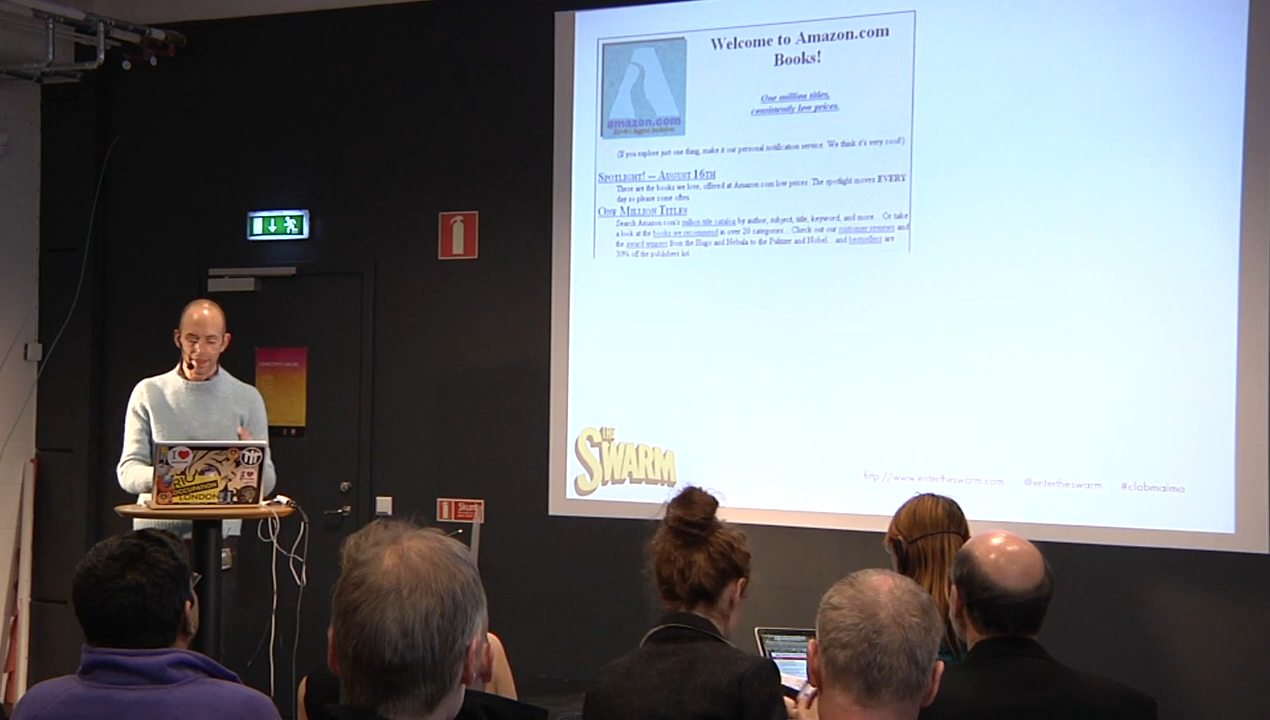 Welcome to Amazon.com
Books!
One million titles,
consistently low prices.
amazon.com
(If you explore just one thing, make it our personal notification service. We think it's very cool!)
SPOTLIGHT! -- AUGUST 16TH
These are the books we love, offered at Amazon.com low prices. The spotlight moves EVERY
day so please come often.
ONE MILLION TITLES
Search Amazon.com's million title catalog by author, subject, title, keyword, and more... Or take
a look at the books we recommend in over 20 categories... Check out our customer reviews and
the award winners from the Hugo and Nebula to the Pulitzer and Nobel... and bestsellers are
30% off the publishers list...
THE
SWARM
http://www.entertheswarm.com @entertheswarm #clabmalmo
I
OCCUPATION
LONDON